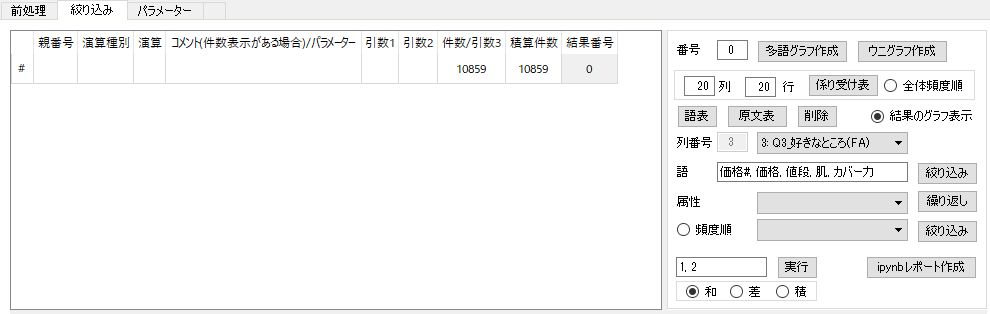 前処理 絞り込み パラメーター
親番号 演算種別 演算 コメント(件数表示がある場合)/パラメーター 引数1 引数2 件数/引数3 積算件数 結果番号
# 10859 10859 0
番号 0 多語グラフ作成 ウニグラフ作成
20 列 20 行 係り受け表 全体頻度順
語表 原文表 削除 結果のグラフ表示
列番号 3 3: Q3_好きなところ(FA)
語 価格#, 価格, 値段, 肌, カバー力 絞り込み
属性 繰り返し
頻度順 絞り込み
1, 2 実行 ipynbレポート作成
和 差 積